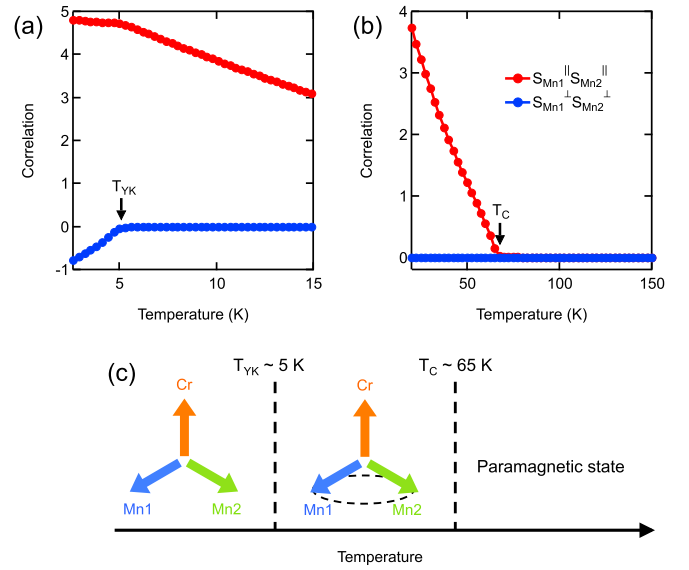 (a)
5
4
3
2
1
0
-1
Correlation
T_YK
5
10
15
Temperature (K)
(b)
4
3
2
1
0
Correlation
S_Mn1^∥S_Mn2^∥
S_Mn1^⊥S_Mn2^⊥
T_C
50
100
150
Temperature (K)
(c)
T_YK ~ 5 K
T_C ~ 65 K
Cr
Cr
Mn1
Mn2
Mn1
Mn2
Paramagnetic state
Temperature